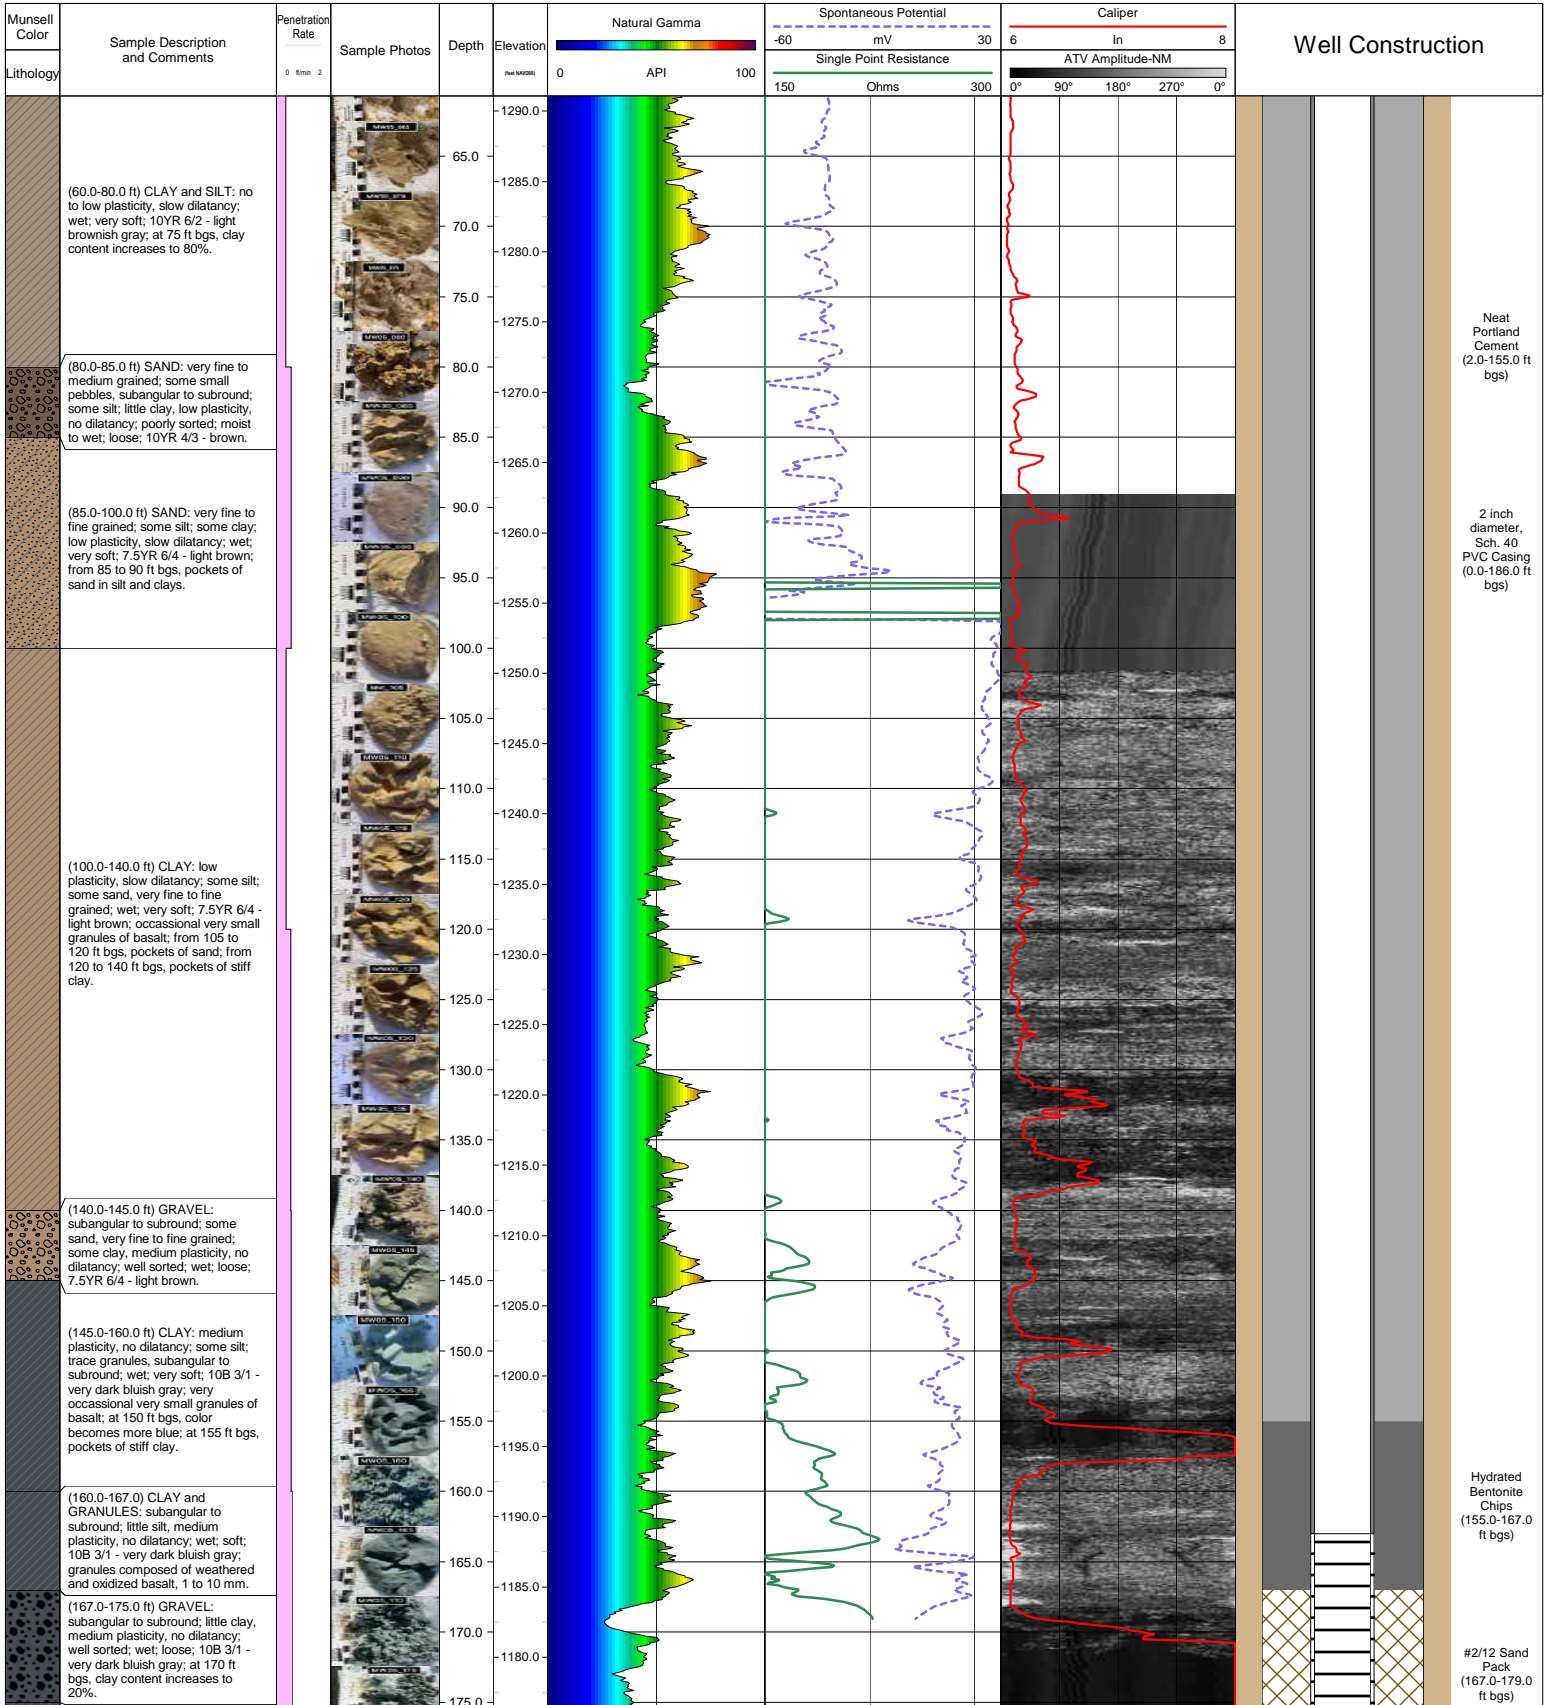 Munsell
Color
Lithology
Sample Description
and Comments
Penetration
Rate
0 ft/min 2
Sample Photos
Depth
Elevation
(feet NAVD88)
Natural Gamma
0 API 100
Spontaneous Potential
-60 mV 30
Single Point Resistance
150 Ohms 300
Caliper
6 In 8
ATV Amplitude-NM
0° 90° 180° 270° 0°
Well Construction
(60.0-80.0 ft) CLAY and SILT: no
to low plasticity, slow dilatancy;
wet; very soft; 10YR 6/2 - light
brownish gray; at 75 ft bgs, clay
content increases to 80%.
(80.0-85.0 ft) SAND: very fine to
medium grained; some small
pebbles, subangular to subround;
some silt; little clay, low plasticity,
no dilatancy; poorly sorted; moist
to wet; loose; 10YR 4/3 - brown.
(85.0-100.0 ft) SAND: very fine to
fine grained; some silt; some clay;
low plasticity, slow dilatancy; wet;
very soft; 7.5YR 6/4 - light brown;
from 85 to 90 ft bgs, pockets of
sand in silt and clays.
(100.0-140.0 ft) CLAY: low
plasticity, slow dilatancy; some silt;
some sand, very fine to fine
grained; wet; very soft; 7.5YR 6/4 -
light brown; occassional very small
granules of basalt; from 105 to
120 ft bgs, pockets of sand; from
120 to 140 ft bgs, pockets of stiff
clay.
(140.0-145.0 ft) GRAVEL:
subangular to subround; some
sand, very fine to fine grained;
some clay, medium plasticity, no
dilatancy; well sorted; wet; loose;
7.5YR 6/4 - light brown.
(145.0-160.0 ft) CLAY: medium
plasticity, no dilatancy; some silt;
trace granules, subangular to
subround; wet; very soft; 10B 3/1 -
very dark bluish gray; very
occassional very small granules of
basalt; at 150 ft bgs, color
becomes more blue; at 155 ft bgs,
pockets of stiff clay.
(160.0-167.0) CLAY and
GRANULES: subangular to
subround; little silt, medium
plasticity, no dilatancy; wet; soft;
10B 3/1 - very dark bluish gray;
granules composed of weathered
and oxidized basalt, 1 to 10 mm.
(167.0-175.0 ft) GRAVEL:
subangular to subround; little clay,
medium plasticity, no dilatancy;
well sorted; wet; loose; 10B 3/1 -
very dark bluish gray; at 170 ft
bgs, clay content increases to
20%.
MW05_065
MW05_080
MW05_100
MW05_110
MW05_120
MW05_145
MW05_150
MW05_160
65.0
70.0
75.0
80.0
85.0
90.0
95.0
100.0
105.0
110.0
115.0
120.0
125.0
130.0
135.0
140.0
145.0
150.0
155.0
160.0
165.0
170.0
175.0
1290.0
1285.0
1280.0
1275.0
1270.0
1265.0
1260.0
1255.0
1250.0
1245.0
1240.0
1235.0
1230.0
1225.0
1220.0
1215.0
1210.0
1205.0
1200.0
1195.0
1190.0
1185.0
1180.0
Neat
Portland
Cement
(2.0-155.0 ft
bgs)
2 inch
diameter,
Sch. 40
PVC Casing
(0.0-186.0 ft
bgs)
Hydrated
Bentonite
Chips
(155.0-167.0
ft bgs)
#2/12 Sand
Pack
(167.0-179.0
ft bgs)